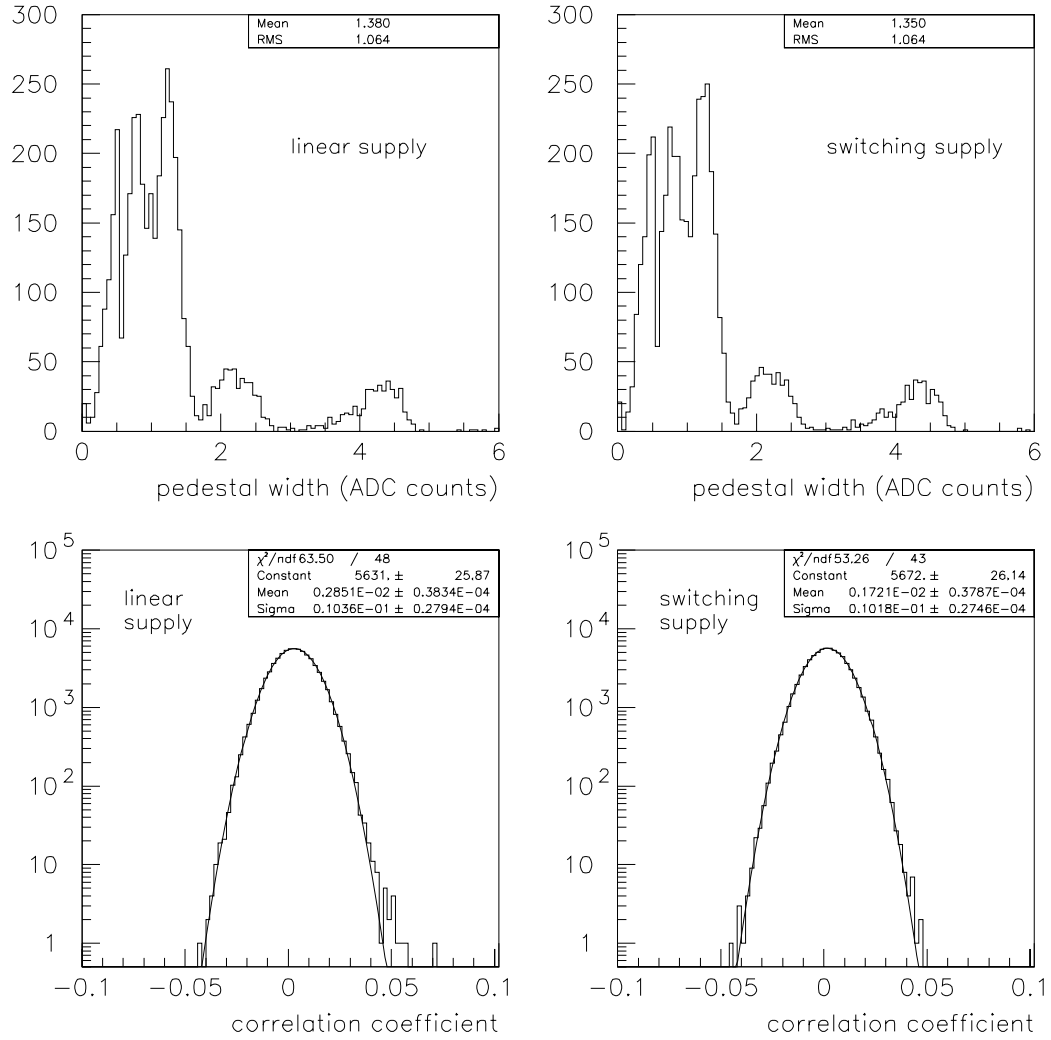 300
250
200
150
100
50
0
Mean 1.380
RMS 1.064
linear supply
0 2 4 6
pedestal width (ADC counts)
300
250
200
150
100
50
0
Mean 1.350
RMS 1.064
switching supply
0 2 4 6
pedestal width (ADC counts)
10^5
10^4
10^3
10^2
10
1
χ²/ndf 63.50 / 48
Constant 5631. ± 25.87
Mean 0.2851E-02 ± 0.3834E-04
Sigma 0.1036E-01 ± 0.2794E-04
linear
supply
-0.1 -0.05 0 0.05 0.1
correlation coefficient
10^5
10^4
10^3
10^2
10
1
χ²/ndf 53.26 / 43
Constant 5672. ± 26.14
Mean 0.1721E-02 ± 0.3787E-04
Sigma 0.1018E-01 ± 0.2746E-04
switching
supply
-0.1 -0.05 0 0.05 0.1
correlation coefficient